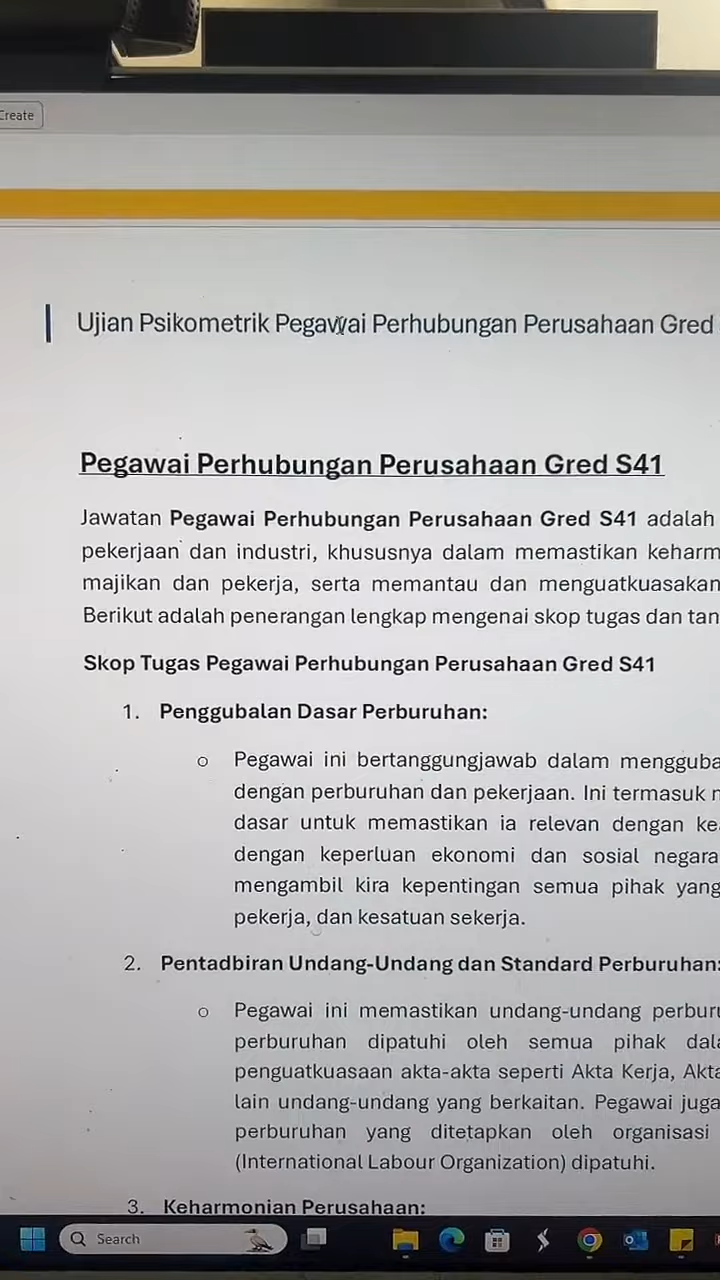 Create
Ujian Psikometrik Pegawai Perhubungan Perusahaan Gred
Pegawai Perhubungan Perusahaan Gred S41
Jawatan Pegawai Perhubungan Perusahaan Gred S41 adalah
pekerjaan dan industri, khususnya dalam memastikan keharm
majikan dan pekerja, serta memantau dan menguatkuasakan
Berikut adalah penerangan lengkap mengenai skop tugas dan tan
Skop Tugas Pegawai Perhubungan Perusahaan Gred S41
1. Penggubalan Dasar Perburuhan:
o Pegawai ini bertanggungjawab dalam mengguba
dengan perburuhan dan pekerjaan. Ini termasuk
dasar untuk memastikan ia relevan dengan ke
dengan keperluan ekonomi dan sosial negara
mengambil kira kepentingan semua pihak yang
pekerja, dan kesatuan sekerja.
2. Pentadbiran Undang-Undang dan Standard Perburuhan:
o Pegawai ini memastikan undang-undang perburu
perburuhan dipatuhi oleh semua pihak dala
penguatkuasaan akta-akta seperti Akta Kerja, Akta
lain undang-undang yang berkaitan. Pegawai juga
perburuhan yang ditetapkan oleh organisasi
(International Labour Organization) dipatuhi.
3. Keharmonian Perusahaan:
Search